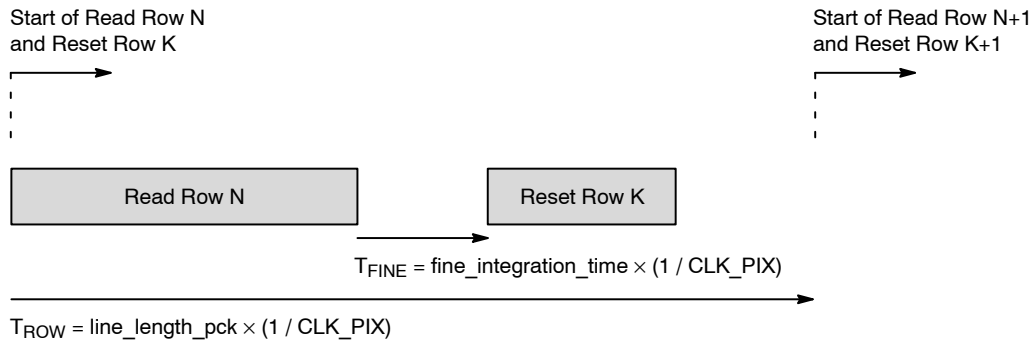 Start of Read Row N
and Reset Row K
Start of Read Row N+1
and Reset Row K+1
Read Row N
Reset Row K
TFINE = fine_integration_time × (1 / CLK_PIX)
TROW = line_length_pck × (1 / CLK_PIX)